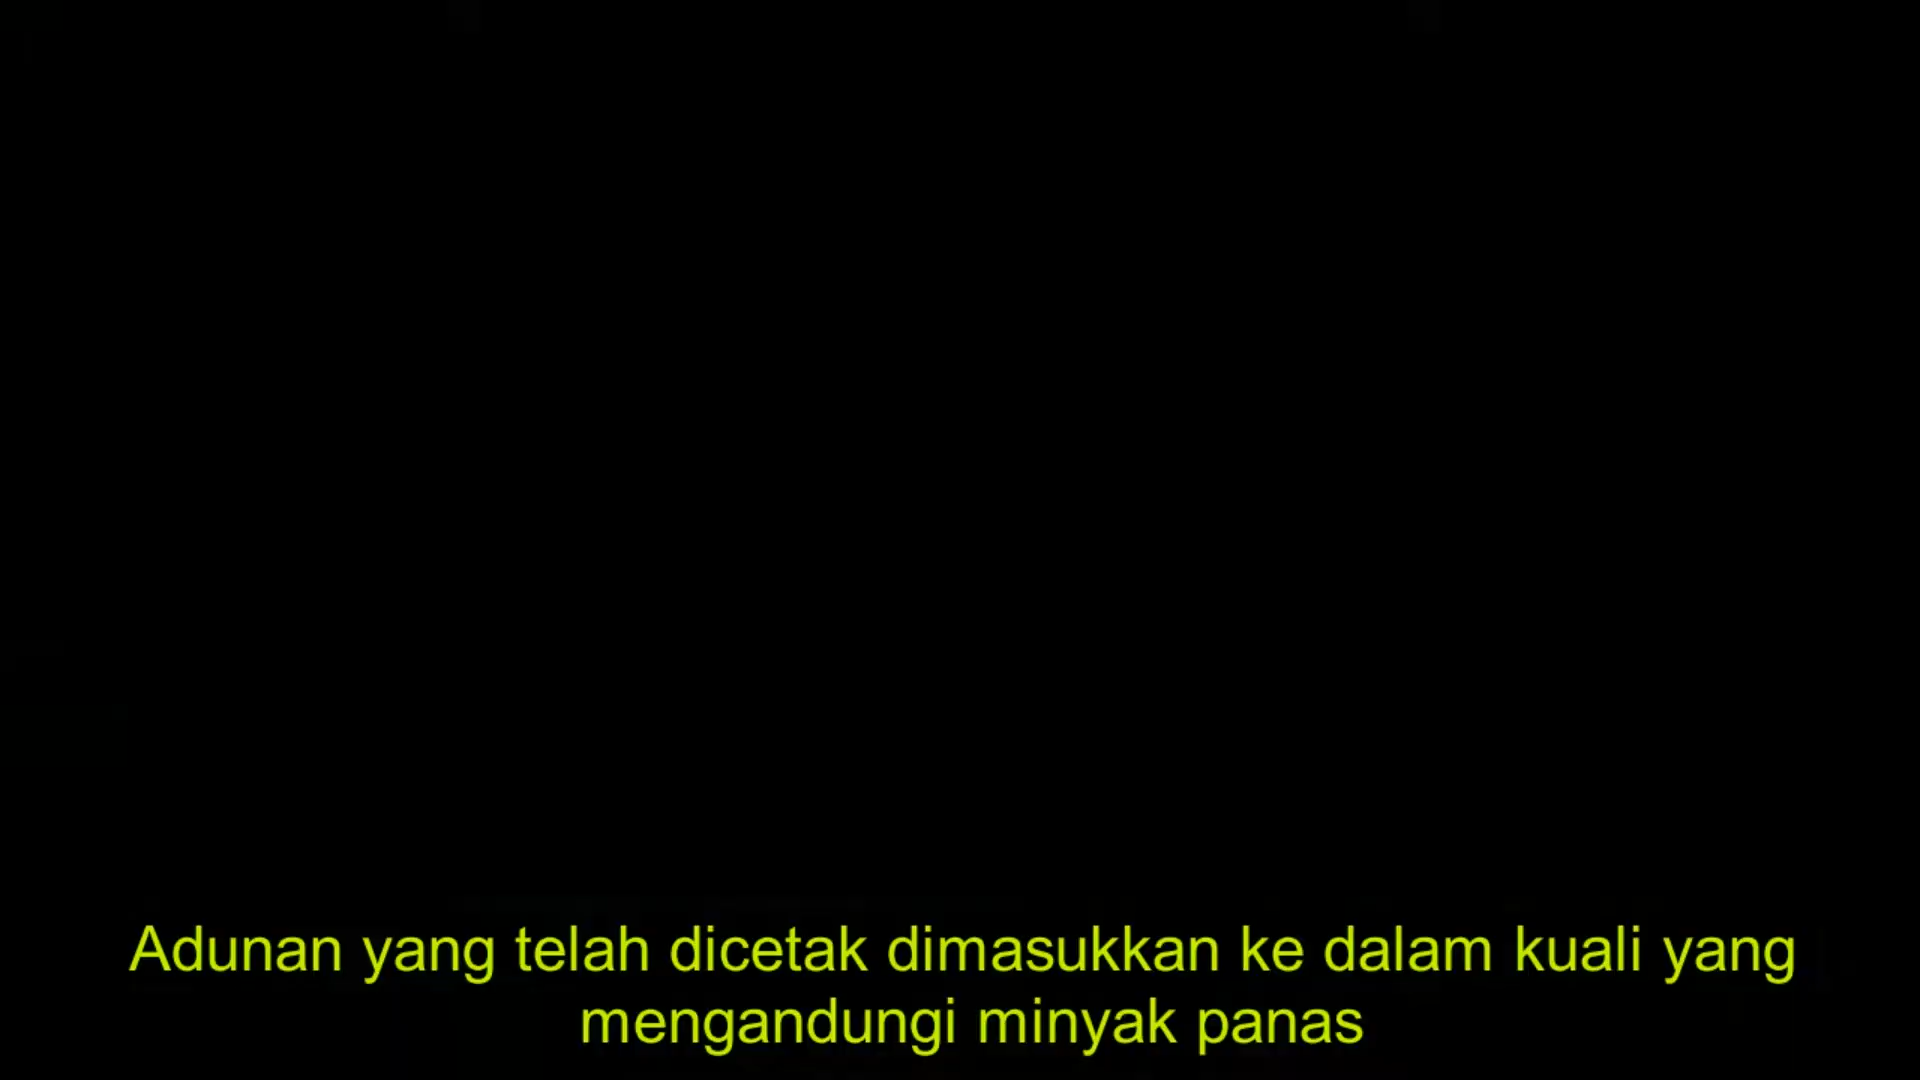 Adunan yang telah dicetak dimasukkan ke dalam kuali yang
mengandungi minyak panas